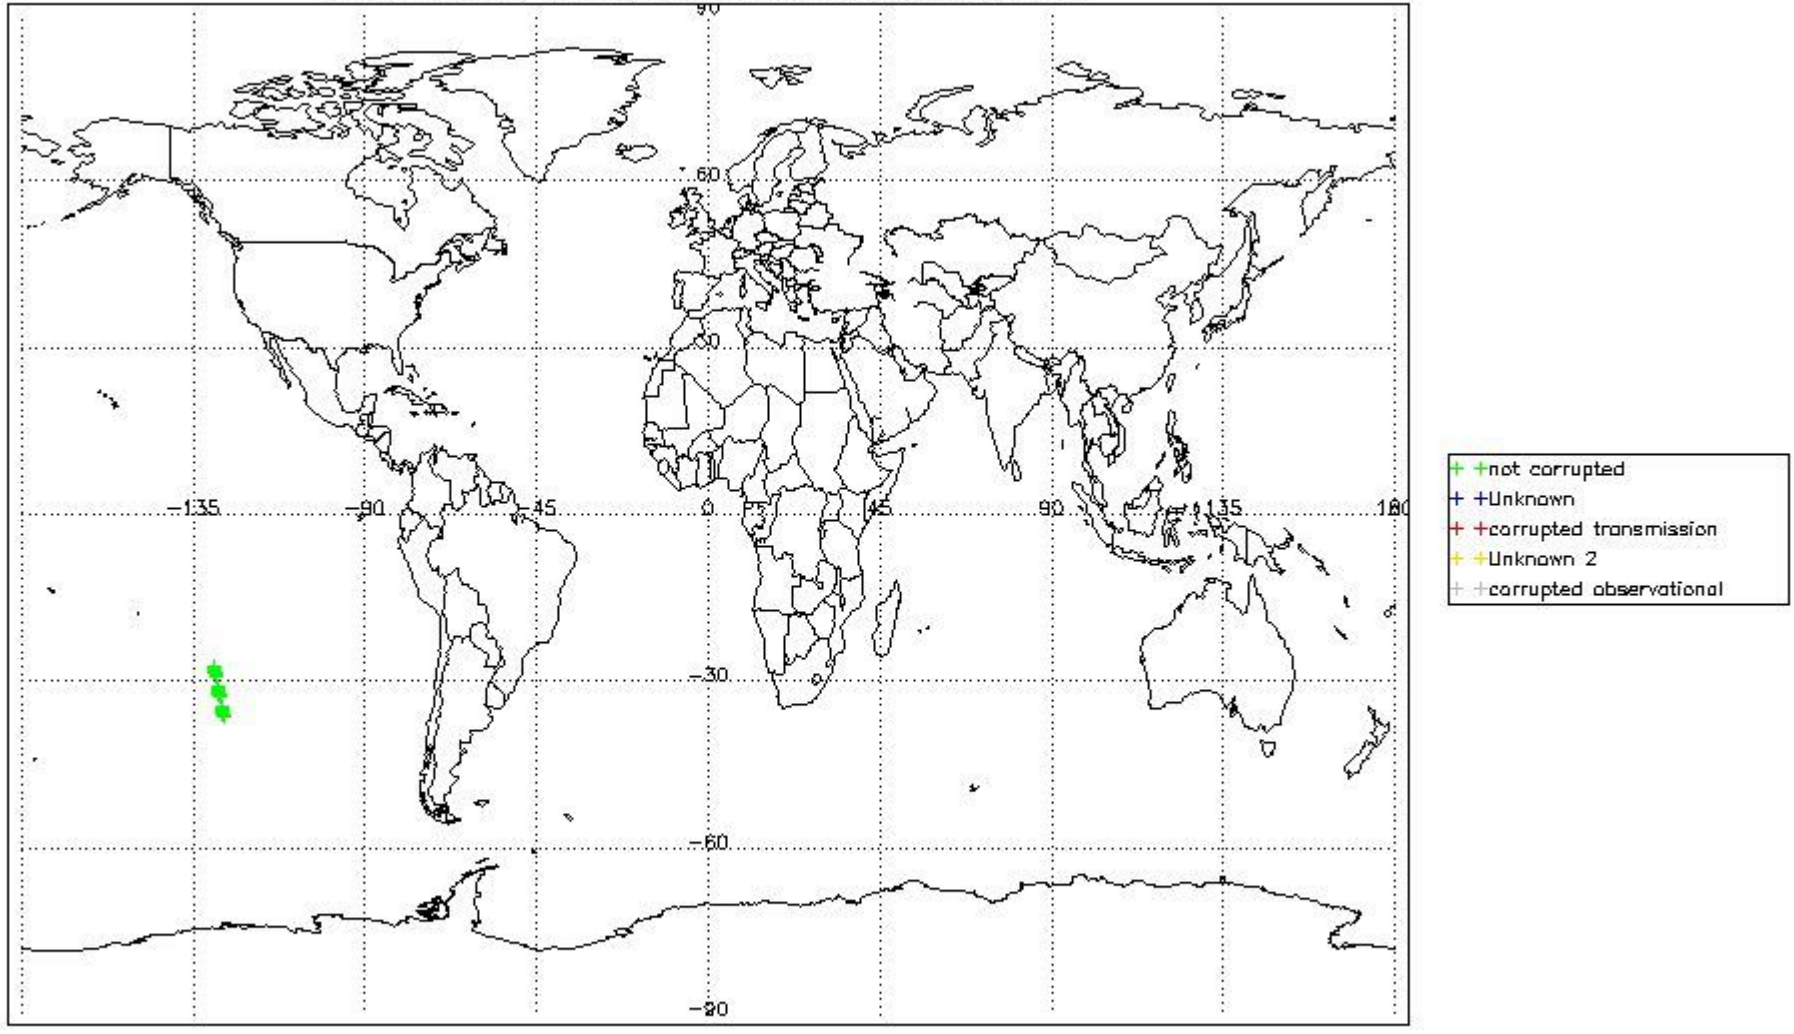 90
60
30
-135 -90 -45 0 45 90 135 180
-30
-60
-90
not corrupted
Unknown
corrupted transmission
Unknown 2
corrupted observational